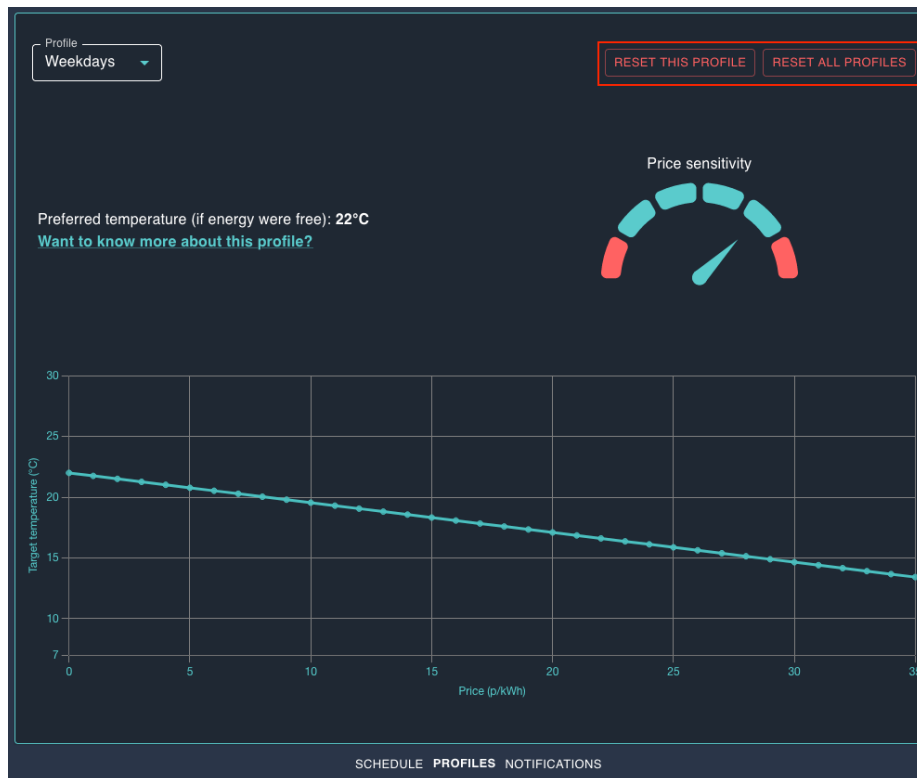 Profile
Weekdays
RESET THIS PROFILE
RESET ALL PROFILES
Price sensitivity
Preferred temperature (if energy were free): 22°C
Want to know more about this profile?
Target temperature (°C)
30
25
20
15
10
7
0
5
10
15
20
25
30
35
Price (p/kWh)
SCHEDULE PROFILES NOTIFICATIONS